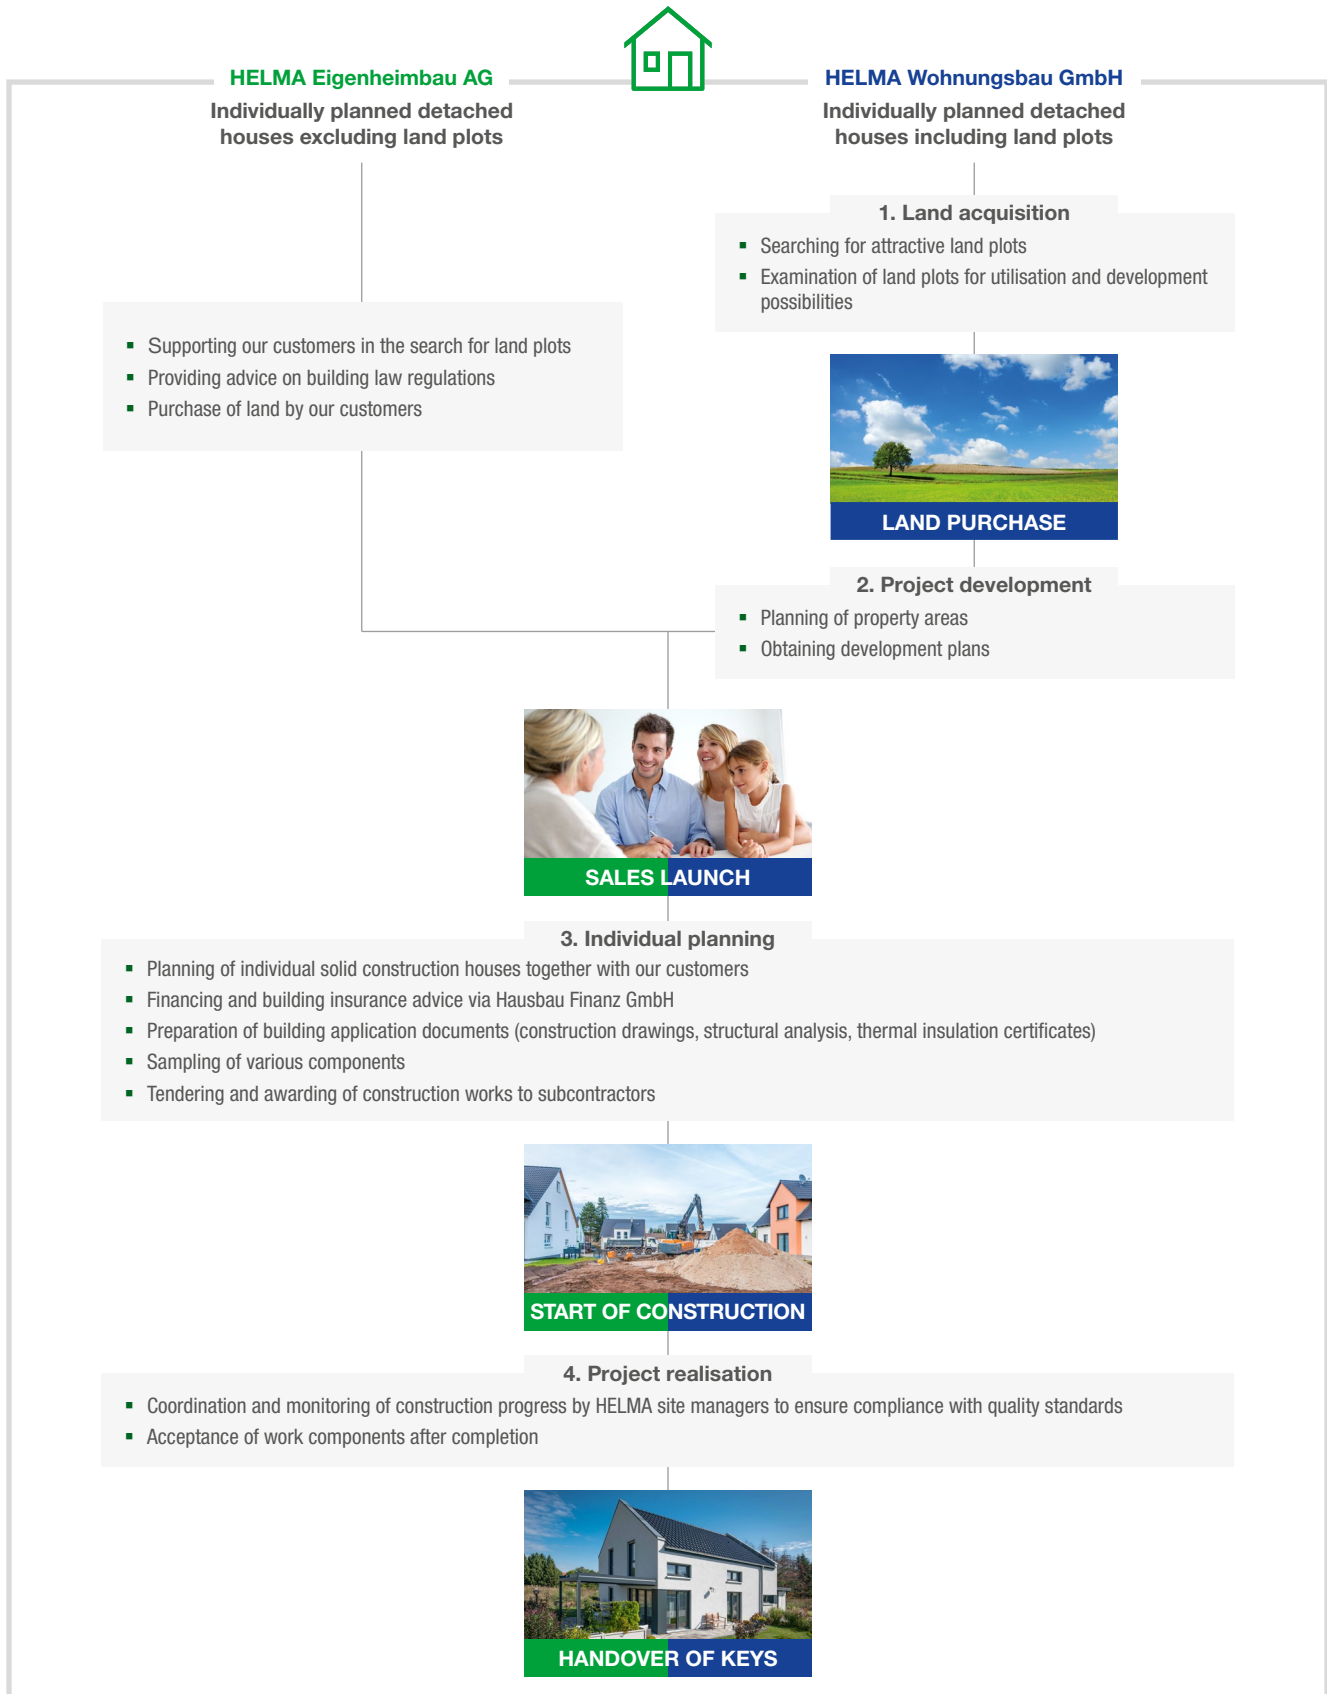 HELMA Eigenheimbau AG
Individually planned detached
houses excluding land plots
HELMA Wohnungsbau GmbH
Individually planned detached
houses including land plots
1. Land acquisition
▪ Searching for attractive land plots
▪ Examination of land plots for utilisation and development
possibilities
▪ Supporting our customers in the search for land plots
▪ Providing advice on building law regulations
▪ Purchase of land by our customers
LAND PURCHASE
2. Project development
▪ Planning of property areas
▪ Obtaining development plans
SALES LAUNCH
3. Individual planning
▪ Planning of individual solid construction houses together with our customers
▪ Financing and building insurance advice via Hausbau Finanz GmbH
▪ Preparation of building application documents (construction drawings, structural analysis, thermal insulation certificates)
▪ Sampling of various components
▪ Tendering and awarding of construction works to subcontractors
START OF CONSTRUCTION
4. Project realisation
▪ Coordination and monitoring of construction progress by HELMA site managers to ensure compliance with quality standards
▪ Acceptance of work components after completion
HANDOVER OF KEYS